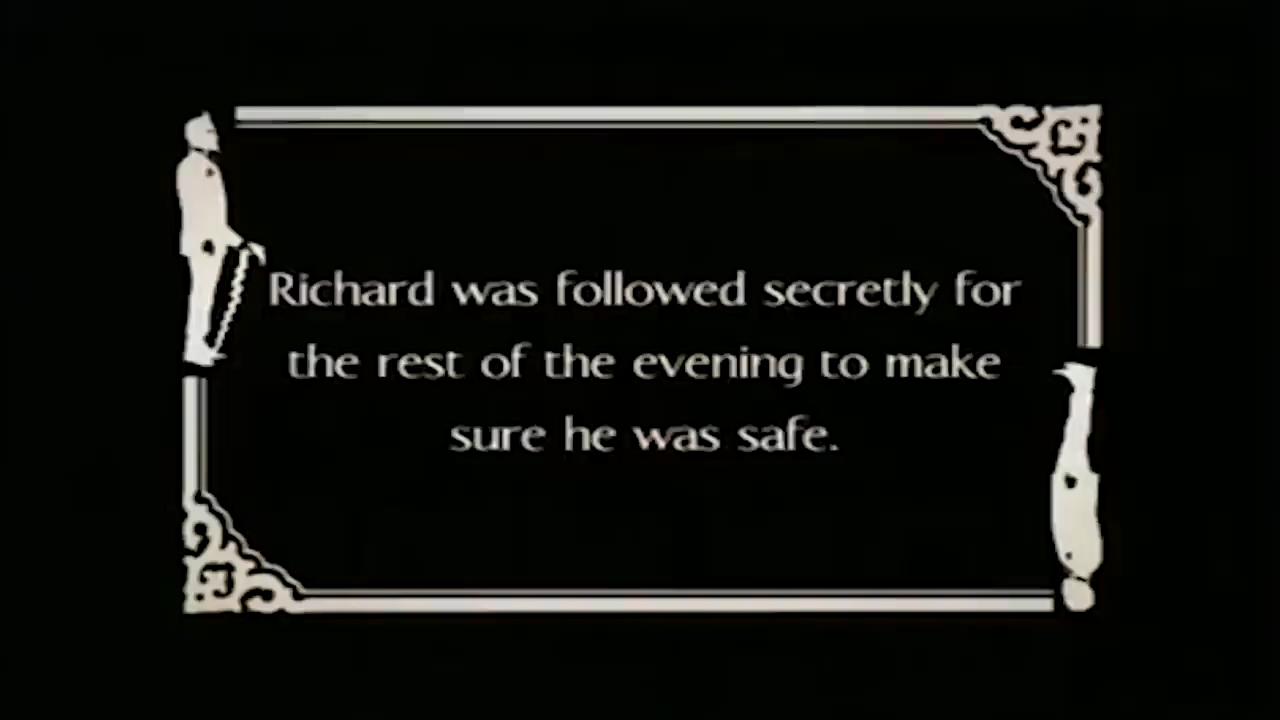 Richard was followed secretly for
the rest of the evening to make
sure he was safe.